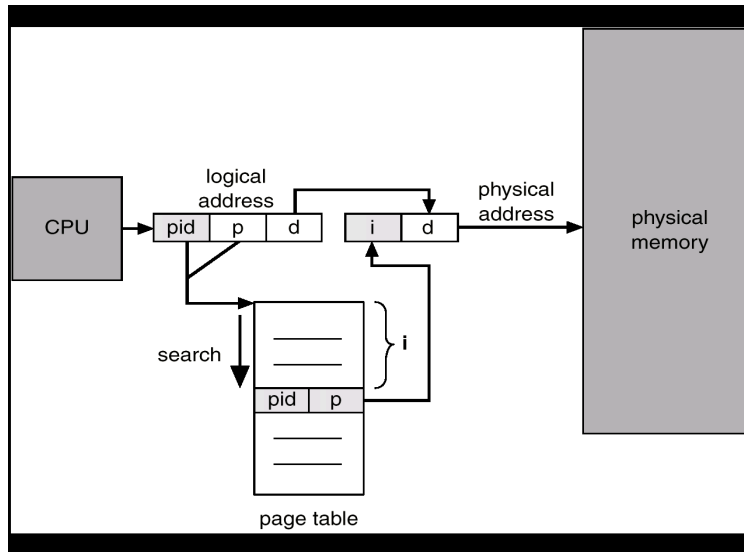 logical
address
physical
address
CPU
pid p d
i d
physical
memory
search
i
pid p
page table